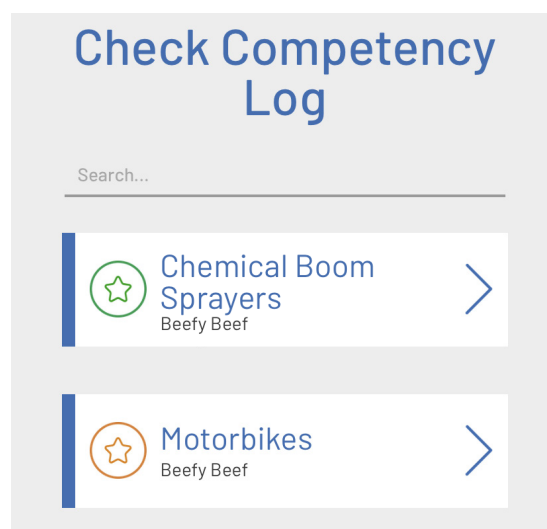 Check Competency
Log
Search...
Chemical Boom
Sprayers
Beefy Beef
Motorbikes
Beefy Beef